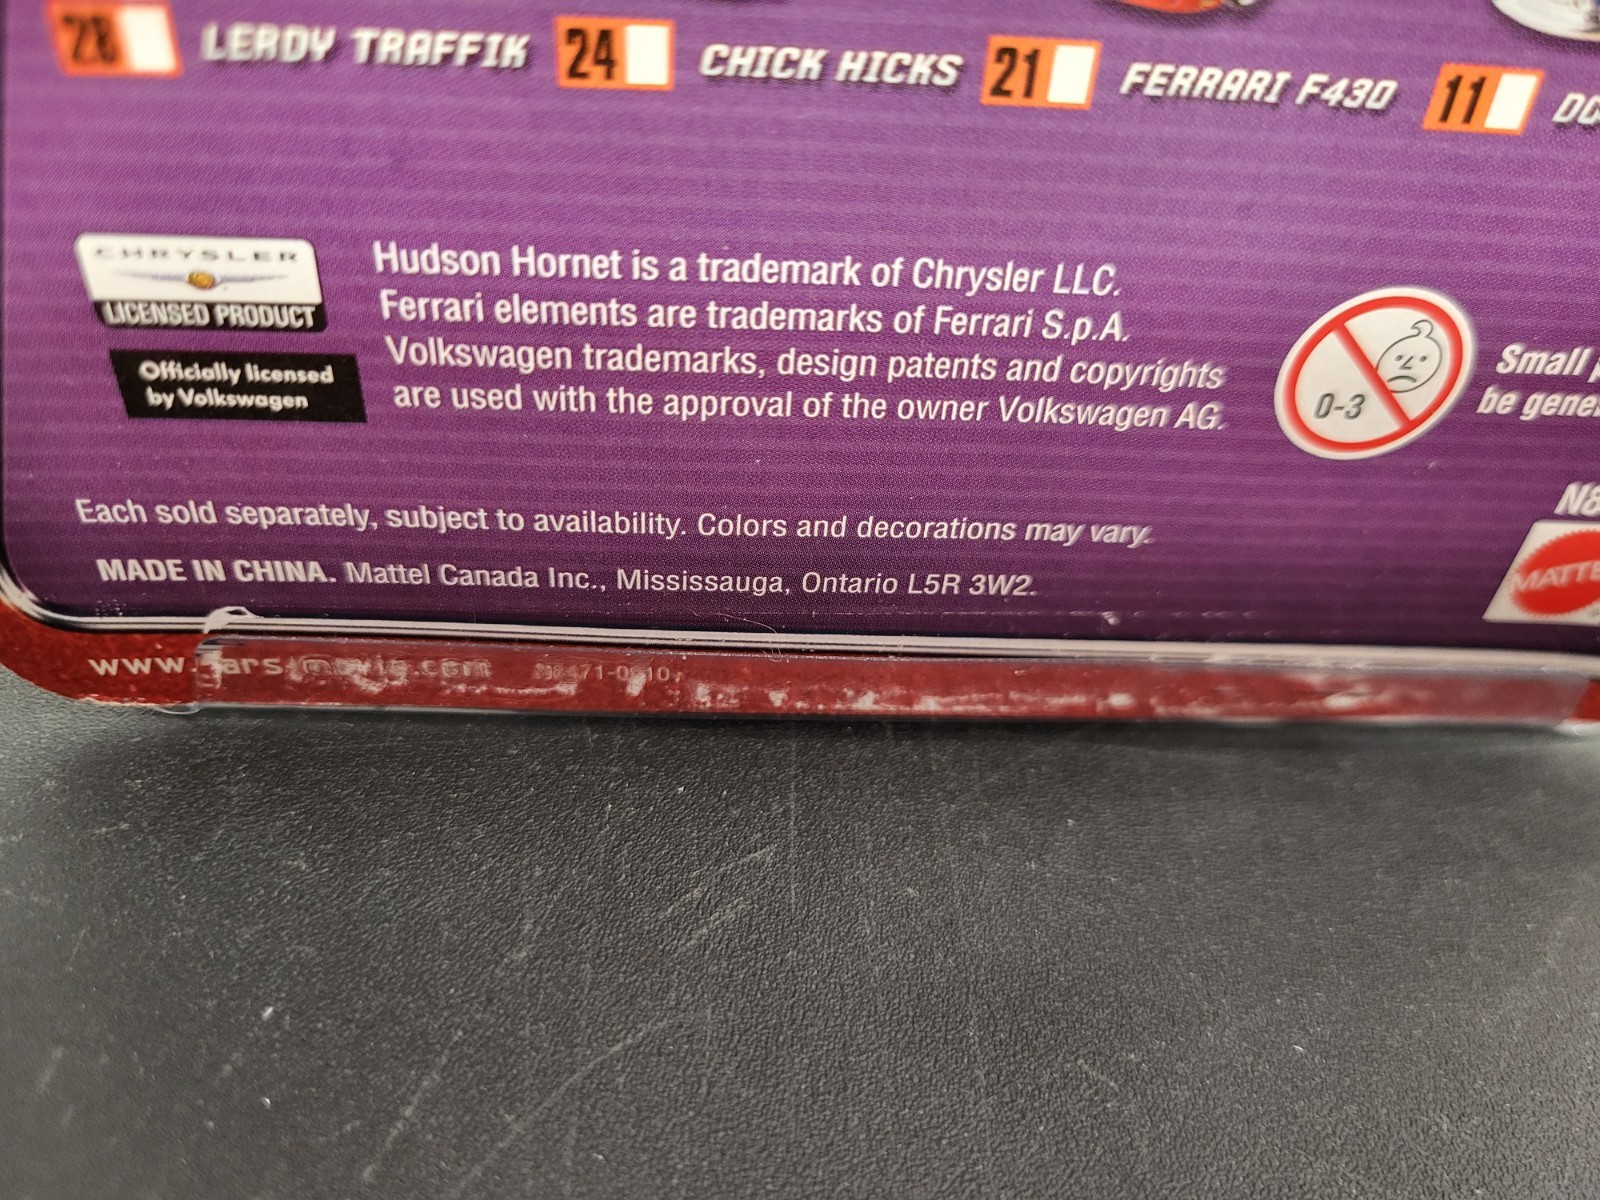 28 LEROY TRAFFIK 24 CHICK HICKS 21 FERRARI F430 11
CHRYSLER
LICENSED PRODUCT
Officially licensed
by Volkswagen
Hudson Hornet is a trademark of Chrysler LLC.
Ferrari elements are trademarks of Ferrari S.p.A.
Volkswagen trademarks, design patents and copyrights
are used with the approval of the owner Volkswagen AG.
0-3
Small
be
Each sold separately, subject to availability. Colors and decorations may vary.
MADE IN CHINA. Mattel Canada Inc., Mississauga, Ontario L5R 3W2.